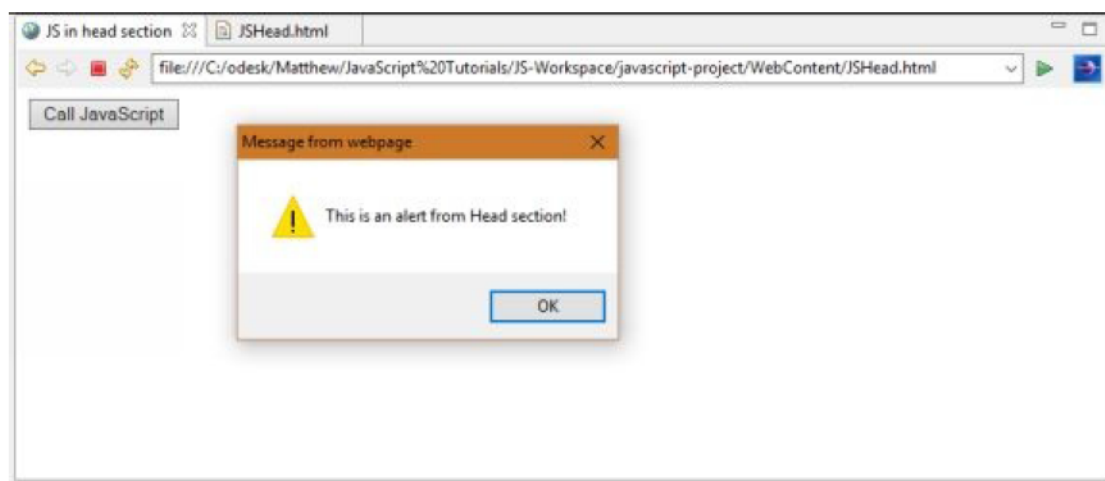 JS in head section JSHead.html
file:///C:/odesk/Matthew/JavaScript%20Tutorials/JS-Workspace/javascript-project/WebContent/JSHead.html
Call JavaScript
Message from webpage
This is an alert from Head section!
OK